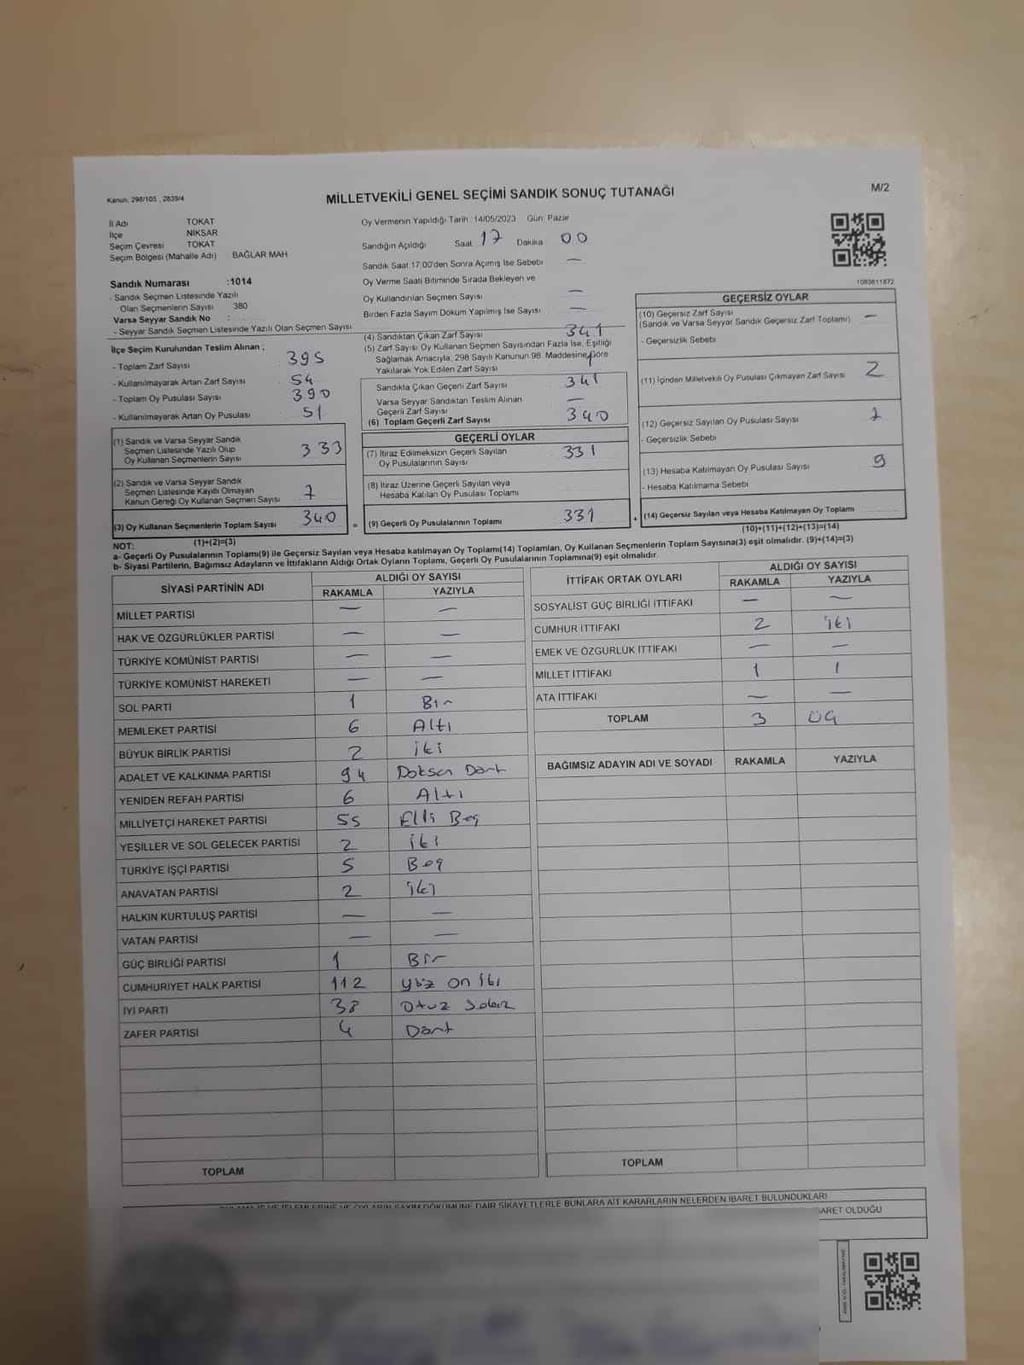 Kanun: 298/105 , 2839/4
MİLLETVEKİLİ GENEL SEÇİMİ SANDIK SONUÇ TUTANAĞI
M/2
İl Adı TOKAT
İlçe NİKSAR
Seçim Çevresi TOKAT
Seçim Bölgesi (Mahalle Adı) BAĞLAR MAH
Sandık Numarası :1014
- Sandık Seçmen Listesinde Yazılı
Olan Seçmenlerin Sayısı 380
Varsa Seyyar Sandık No :
- Seyyar Sandık Seçmen Listesinde Yazılı Olan Seçmen Sayısı
İlçe Seçim Kurulundan Teslim Alınan ;
- Toplam Zarf Sayısı 395
- Kullanılmayarak Artan Zarf Sayısı 54
- Toplam Oy Pusulası Sayısı 390
- Kullanılmayarak Artan Oy Pusulası 51
(1) Sandık ve Varsa Seyyar Sandık
Seçmen Listesinde Yazılı Olup
Oy Kullanan Seçmenlerin Sayısı 333
(2) Sandık ve Varsa Seyyar Sandık
Seçmen Listesinde Kayıtlı Olmayan
Kanun Gereği Oy Kullanan Seçmen Sayısı 7
(3) Oy Kullanan Seçmenlerin Toplam Sayısı 340
(1)+(2)=(3)
Oy Vermenin Yapıldığı Tarih :14/05/2023 Gün: Pazar
Sandığın Açıldığı Saat 17 Dakika 00
Sandık Saat 17:00'den Sonra Açılmış İse Sebebi —
Oy Verme Saati Bitiminde Sırada Bekleyen ve
Oy Kullandırılan Seçmen Sayısı —
Birden Fazla Sayım Döküm Yapılmış İse Sayısı —
(4) Sandıktan Çıkan Zarf Sayısı 341
(5) Zarf Sayısı Oy Kullanan Seçmen Sayısından Fazla İse, Eşitliği
Sağlamak Amacıyla, 298 Sayılı Kanunun 98. Maddesine Göre
Yakılarak Yok Edilen Zarf Sayısı 1
Sandıkta Çıkan Geçerli Zarf Sayısı 341
Varsa Seyyar Sandıktan Teslim Alınan
Geçerli Zarf Sayısı —
(6) Toplam Geçerli Zarf Sayısı 340
GEÇERLİ OYLAR
(7) İtiraz Edilmeksizin Geçerli Sayılan
Oy Pusulalarının Sayısı 331
(8) İtiraz Üzerine Geçerli Sayılan veya
Hesaba Katılan Oy Pusulası Toplamı
= (9) Geçerli Oy Pusulalarının Toplamı 331 +
1083611872
GEÇERSİZ OYLAR
(10) Geçersiz Zarf Sayısı —
(Sandık ve Varsa Seyyar Sandık Geçersiz Zarf Toplamı)
- Geçersizlik Sebebi
(11) İçinden Milletvekili Oy Pusulası Çıkmayan Zarf Sayısı 2
(12) Geçersiz Sayılan Oy Pusulası Sayısı 7
- Geçersizlik Sebebi
(13) Hesaba Katılmayan Oy Pusulası Sayısı 9
- Hesaba Katılmama Sebebi
(14) Geçersiz Sayılan veya Hesaba Katılmayan Oy Toplamı
(10)+(11)+(12)+(13)=(14)
NOT:
a- Geçerli Oy Pusulalarının Toplamı(9) ile Geçersiz Sayılan veya Hesaba katılmayan Oy Toplamı(14) Toplamları, Oy Kullanan Seçmenlerin Toplam Sayısına(3) eşit olmalıdır. (9)+(14)=(3)
b- Siyasi Partilerin, Bağımsız Adayların ve İttifakların Aldığı Oyların Toplamı, Geçerli Oy Pusulalarının Toplamına(9) eşit olmalıdır.
SİYASİ PARTİNİN ADI ALDIĞI OY SAYISI
RAKAMLA YAZIYLA
MİLLET PARTİSİ — —
HAK VE ÖZGÜRLÜKLER PARTİSİ — —
TÜRKİYE KOMÜNİST PARTİSİ — —
TÜRKİYE KOMÜNİST HAREKETİ — —
SOL PARTİ 1 Bir
MEMLEKET PARTİSİ 6 Altı
BÜYÜK BİRLİK PARTİSİ 2 iki
ADALET VE KALKINMA PARTİSİ 94 Doksan Dört
YENİDEN REFAH PARTİSİ 6 Altı
MİLLİYETÇİ HAREKET PARTİSİ 55 Elli Beş
YEŞİLLER VE SOL GELECEK PARTİSİ 2 iki
TÜRKİYE İŞÇİ PARTİSİ 5 Beş
ANAVATAN PARTİSİ 2 iki
HALKIN KURTULUŞ PARTİSİ — —
VATAN PARTİSİ — —
GÜÇ BİRLİĞİ PARTİSİ 1 Bir
CUMHURİYET HALK PARTİSİ 112 yüz on iki
İYİ PARTİ 38 Otuz Sekiz
ZAFER PARTİSİ 4 Dört
TOPLAM
İTTİFAK ORTAK OYLARI ALDIĞI OY SAYISI
RAKAMLA YAZIYLA
SOSYALİST GÜÇ BİRLİĞİ İTTİFAKI — —
CUMHUR İTTİFAKI 2 iki
EMEK VE ÖZGÜRLÜK İTTİFAKI — —
MİLLET İTTİFAKI 1 1
ATA İTTİFAKI — —
TOPLAM 3 üç
BAĞIMSIZ ADAYIN ADI VE SOYADI RAKAMLA YAZIYLA
TOPLAM
DAİR ŞİKAYETLERLE BUNLARA AİT KARARLARIN NELERDEN İBARET BULUNDUKLARI
OLDUĞU